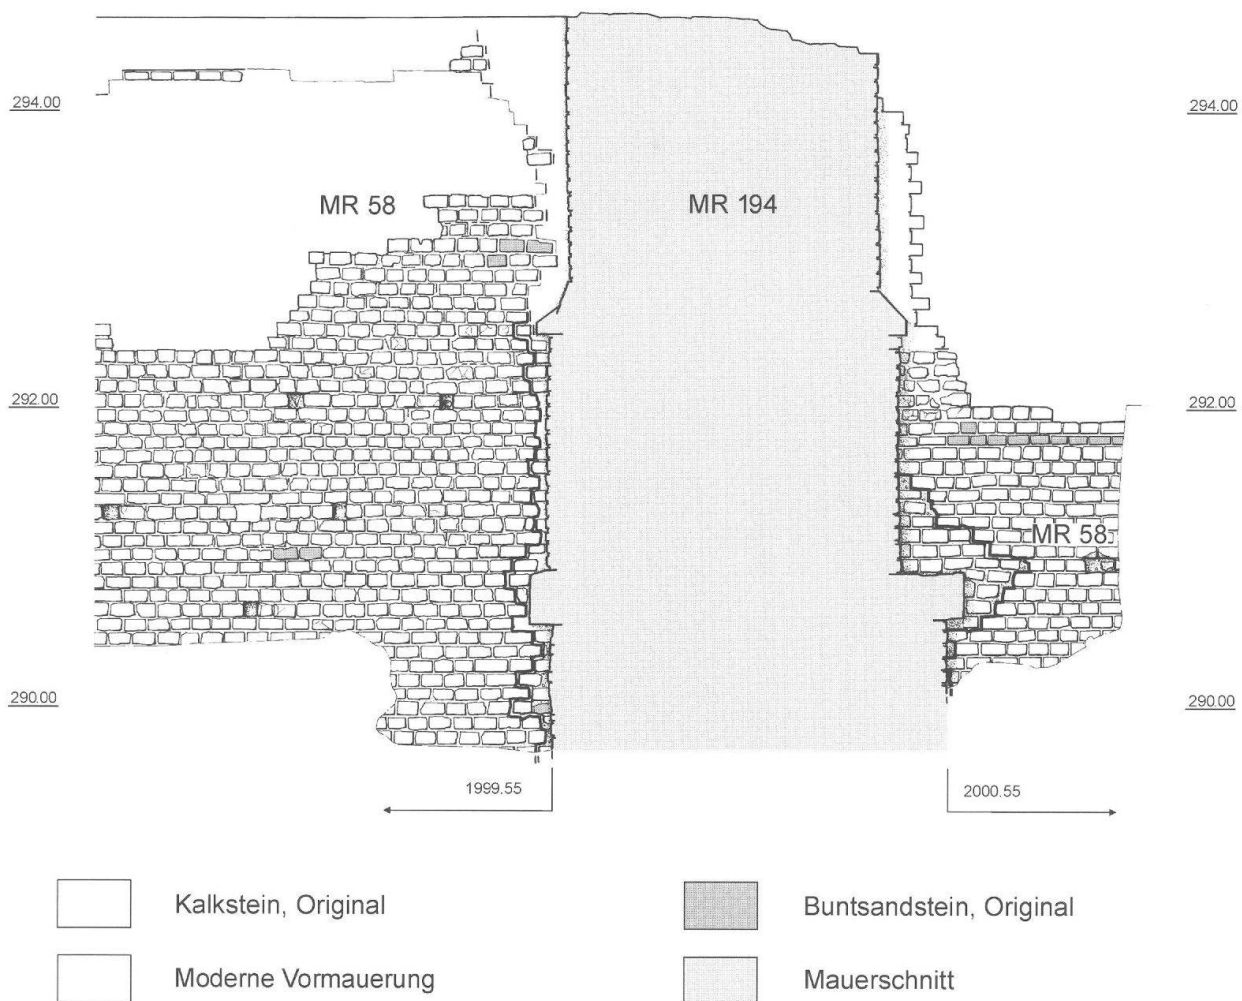 294.00
294.00
MR 58
MR 194
292.00
292.00
MR 58
290.00
290.00
1999.55
2000.55
Kalkstein, Original
Buntsandstein, Original
Moderne Vormauerung
Mauerschnitt